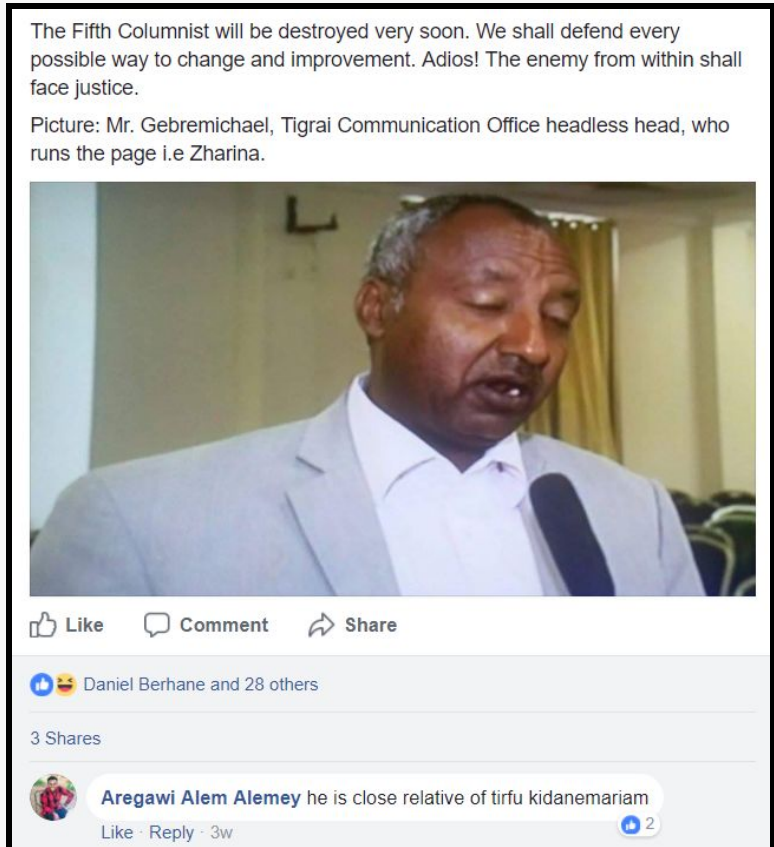 The Fifth Columnist will be destroyed very soon. We shall defend every
possible way to change and improvement. Adios! The enemy from within shall
face justice.
Picture: Mr. Gebremichael, Tigrai Communication Office headless head, who
runs the page i.e Zharina.
Like Comment Share
Daniel Berhane and 28 others
3 Shares
Aregawi Alem Alemey he is close relative of tirfu kidanemariam
2
Like · Reply · 3w